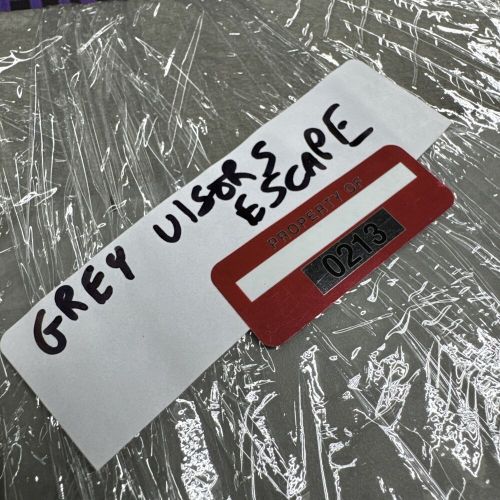 GREY VISORS
ESCAPE
PROPERTY OF
0213